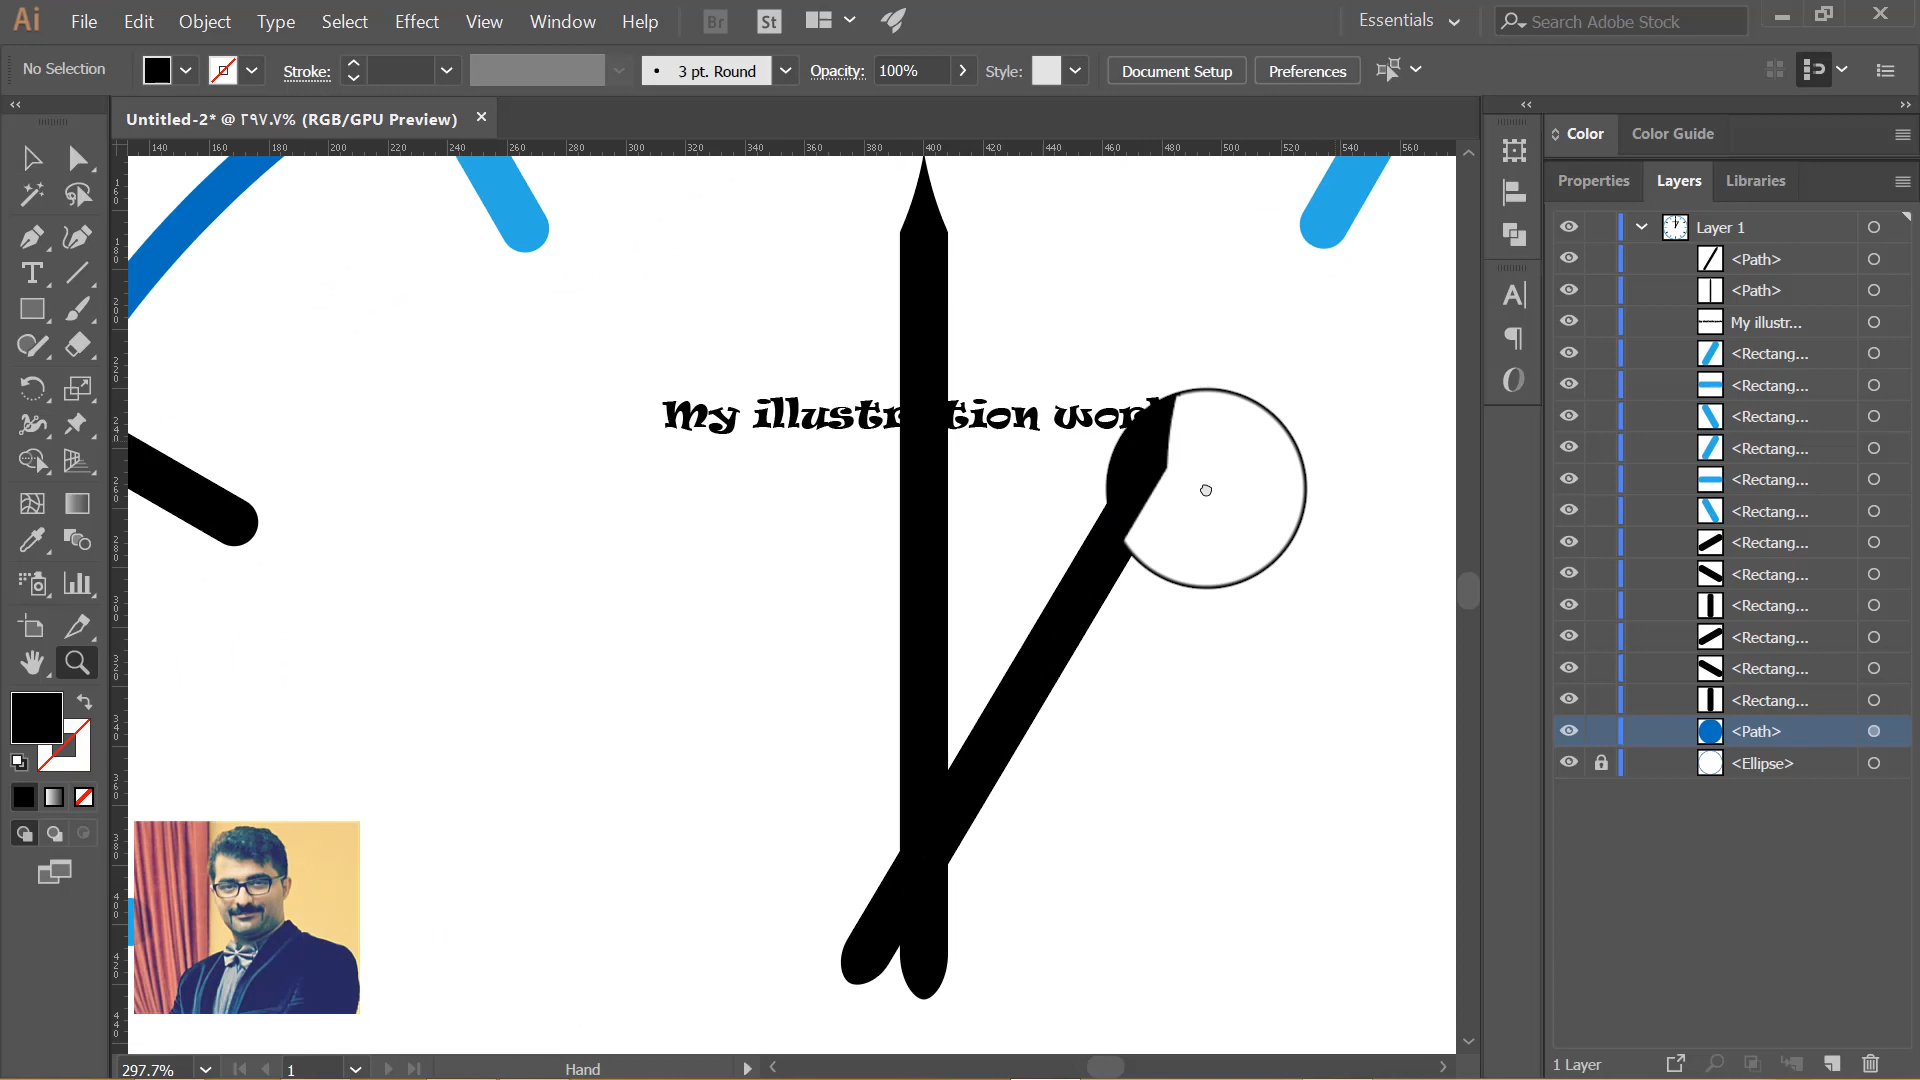 Ai File Edit Object Type Select Effect View Window Help Br St Essentials Search Adobe Stock
No Selection Stroke: 3 pt. Round Opacity: 100% Style: Document Setup Preferences
Untitled-2* @ ٢٩٧.٧% (RGB/GPU Preview)
Color Color Guide
140 160 180 200 220 240 260 280 300 320 340 360 380 400 420 440 460 480 500 520 540 560
Properties Layers Libraries
Layer 1
<Path>
<Path>
My illustr...
<Rectang...
<Rectang...
<Rectang...
<Rectang...
<Rectang...
<Rectang...
<Rectang...
<Rectang...
<Rectang...
<Rectang...
<Rectang...
<Rectang...
<Path>
<Ellipse>
My illustration work
297.7% 1 Hand
1 Layer